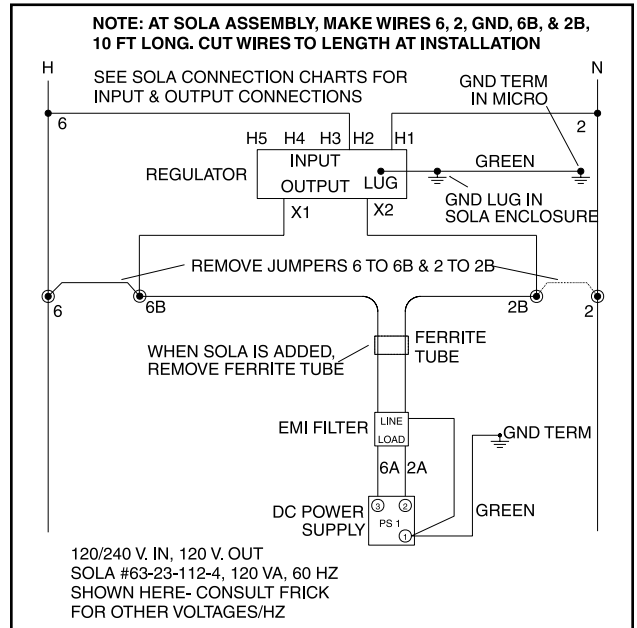 NOTE: AT SOLA ASSEMBLY, MAKE WIRES 6, 2, GND, 6B, & 2B,
10 FT LONG. CUT WIRES TO LENGTH AT INSTALLATION
H
N
SEE SOLA CONNECTION CHARTS FOR
INPUT & OUTPUT CONNECTIONS
GND TERM
IN MICRO
6
2
H5 H4 H3 H2 H1
REGULATOR
INPUT
OUTPUT
LUG
GREEN
GND LUG IN
SOLA ENCLOSURE
X1
X2
REMOVE JUMPERS 6 TO 6B & 2 TO 2B
6
6B
2B
2
WHEN SOLA IS ADDED,
REMOVE FERRITE TUBE
FERRITE
TUBE
EMI FILTER
LINE
LOAD
GND TERM
6A
2A
DC POWER
SUPPLY
3
2
PS 1
1
GREEN
120/240 V. IN, 120 V. OUT
SOLA #63-23-112-4, 120 VA, 60 HZ
SHOWN HERE- CONSULT FRICK
FOR OTHER VOLTAGES/HZ